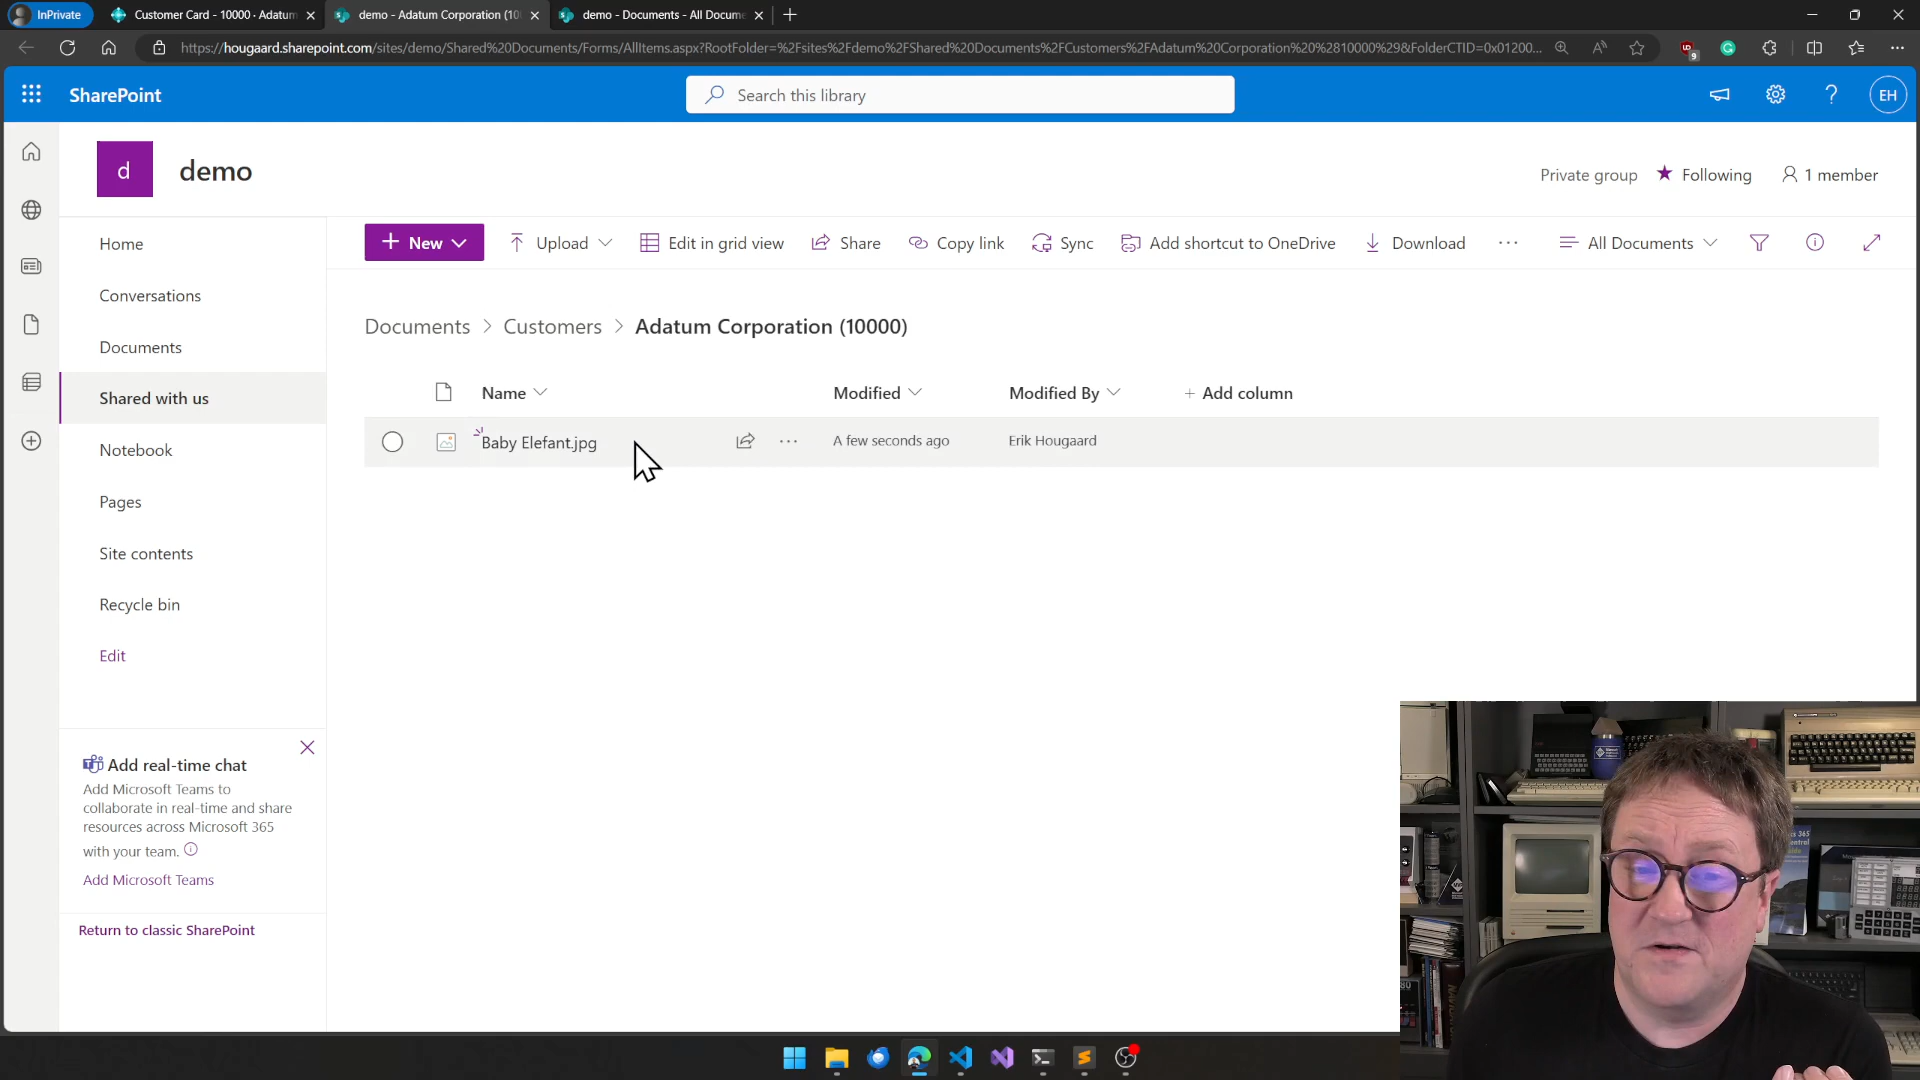 InPrivate
Customer Card - 10000 - Adatum
demo - Adatum Corporation (10
demo - Documents - All Docume
https://hougaard.sharepoint.com/sites/demo/Shared%20Documents/Forms/AllItems.aspx?RootFolder=%2Fsites%2Fdemo%2FShared%20Documents%2FCustomers%2FAdatum%20Corporation%20%2810000%29&FolderCTID=0x01200...
9
SharePoint
Search this library
EH
d
demo
Private group
Following
1 member
Home
Conversations
Documents
Shared with us
Notebook
Pages
Site contents
Recycle bin
Edit
New
Upload
Edit in grid view
Share
Copy link
Sync
Add shortcut to OneDrive
Download
All Documents
Documents > Customers > Adatum Corporation (10000)
Name
Modified
Modified By
+ Add column
Baby Elefant.jpg
A few seconds ago
Erik Hougaard
Add real-time chat
Add Microsoft Teams to
collaborate in real-time and share
resources across Microsoft 365
with your team.
Add Microsoft Teams
Return to classic SharePoint